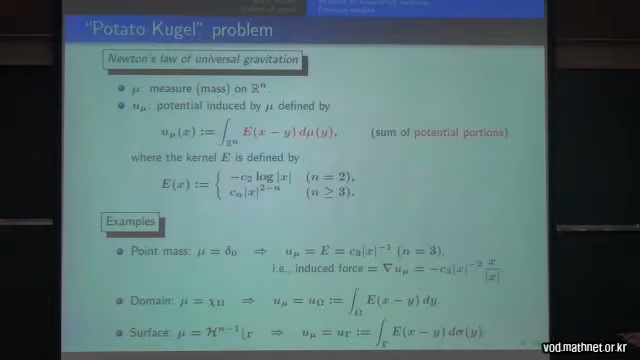 "Potato Kugel" problem
Newton's law of universal gravitation
μ: measure (mass) on ℝⁿ.
u_μ: potential induced by μ defined by
u_μ(x) := ∫_{ℝⁿ} E(x − y) dμ(y), (sum of potential portions)
where the kernel E is defined by
E(x) := { −c₂ log |x| (n = 2),
cₙ|x|^{2−n} (n ≥ 3),
Examples
Point mass: μ = δ₀ ⇒ u_μ = E = c₃|x|⁻¹ (n = 3).
i.e. induced force = ∇u_μ = −c₃|x|⁻² x/|x|.
Domain: μ = χ_Ω ⇒ u_μ = u_Ω := ∫_Ω E(x − y) dy.
Surface: μ = ℋ^{n−1}⌊_Γ ⇒ u_μ = u_Γ := ∫_Γ E(x − y) dσ(y).
vod.mathnet.or.kr